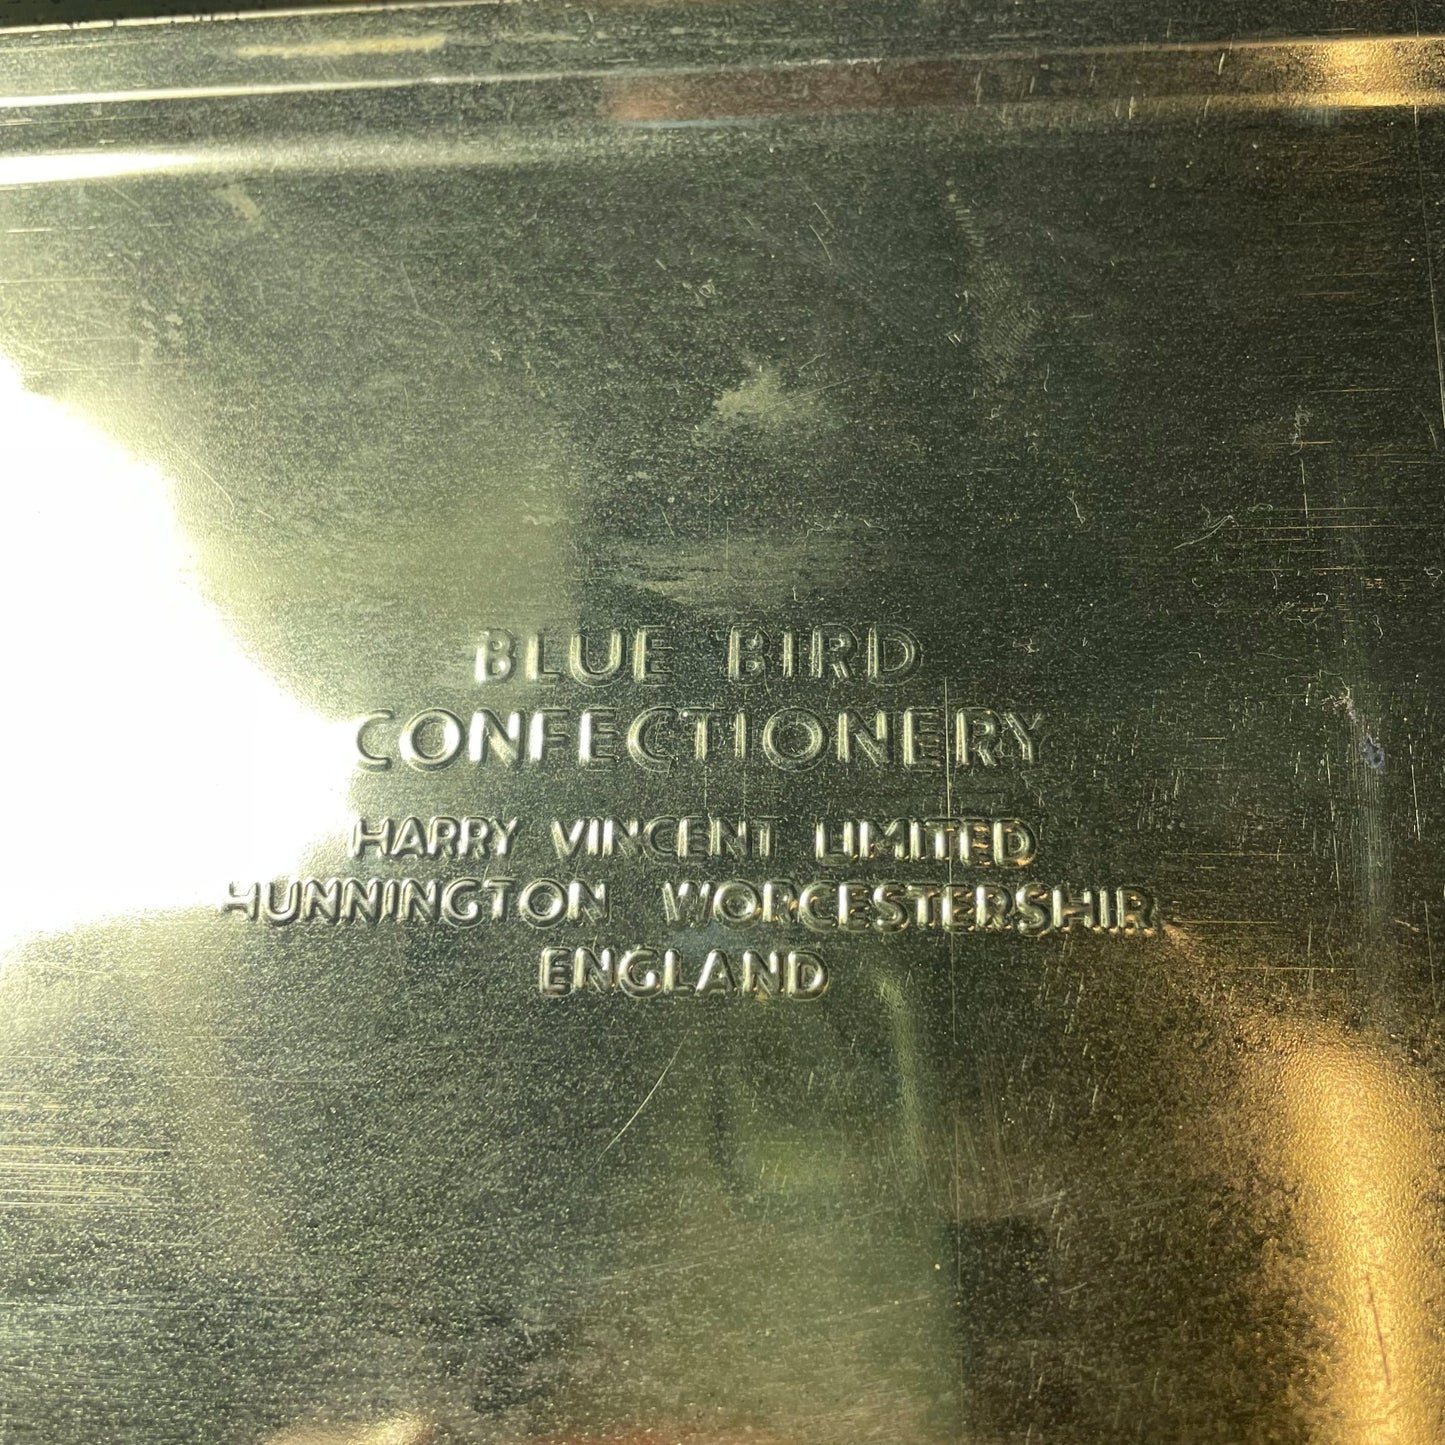 BLUE BIRD
CONFECTIONERY
HARRY VINCENT LIMITED
HUNNINGTON WORCESTERSHIR
ENGLAND